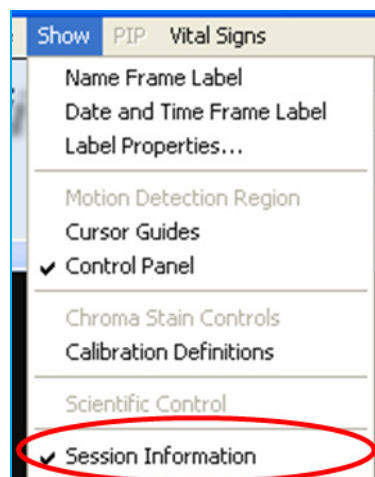 Show PIP Vital Signs
Name Frame Label
Date and Time Frame Label
Label Properties...
Motion Detection Region
Cursor Guides
✔ Control Panel
Chroma Stain Controls
Calibration Definitions
Scientific Control
✔ Session Information